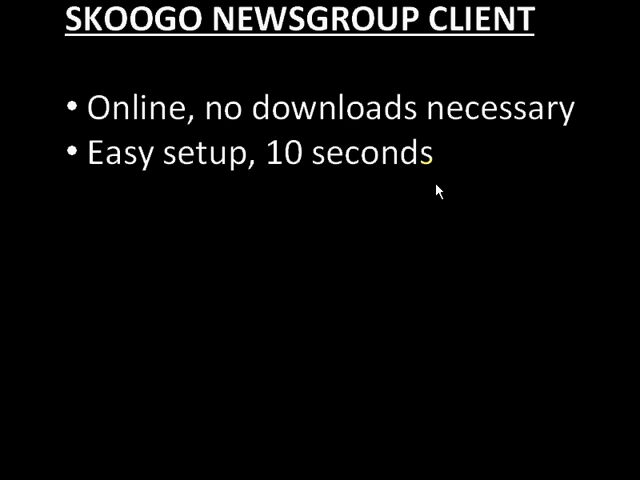 SKOOGO NEWSGROUP CLIENT
• Online, no downloads necessary
• Easy setup, 10 seconds